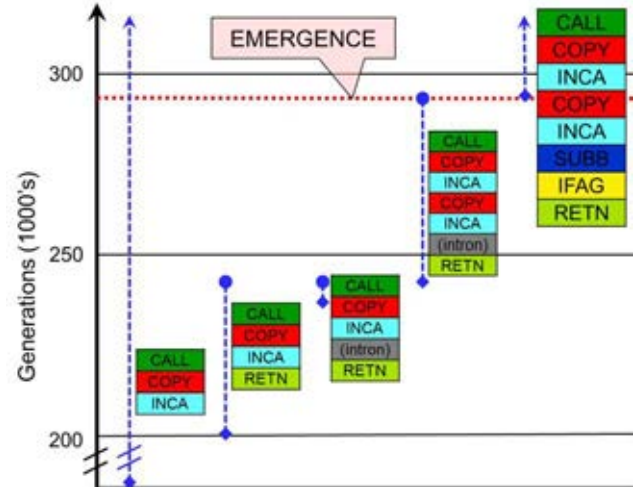 EMERGENCE
Generations (1000's)
300
250
200
CALL
COPY
INCA
CALL
COPY
INCA
RETN
CALL
COPY
INCA
(intron)
RETN
CALL
COPY
INCA
COPY
INCA
(intron)
RETN
CALL
COPY
INCA
COPY
INCA
SUBB
IFAG
RETN